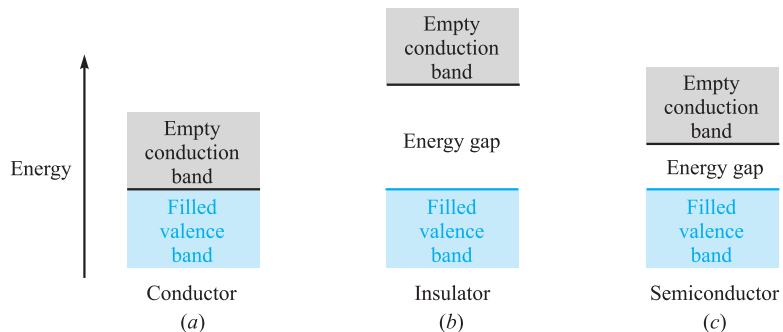 Energy
Empty
conduction
band
Filled
valence
band
Conductor
(a)
Empty
conduction
band
Energy gap
Filled
valence
band
Insulator
(b)
Empty
conduction
band
Energy gap
Filled
valence
band
Semiconductor
(c)